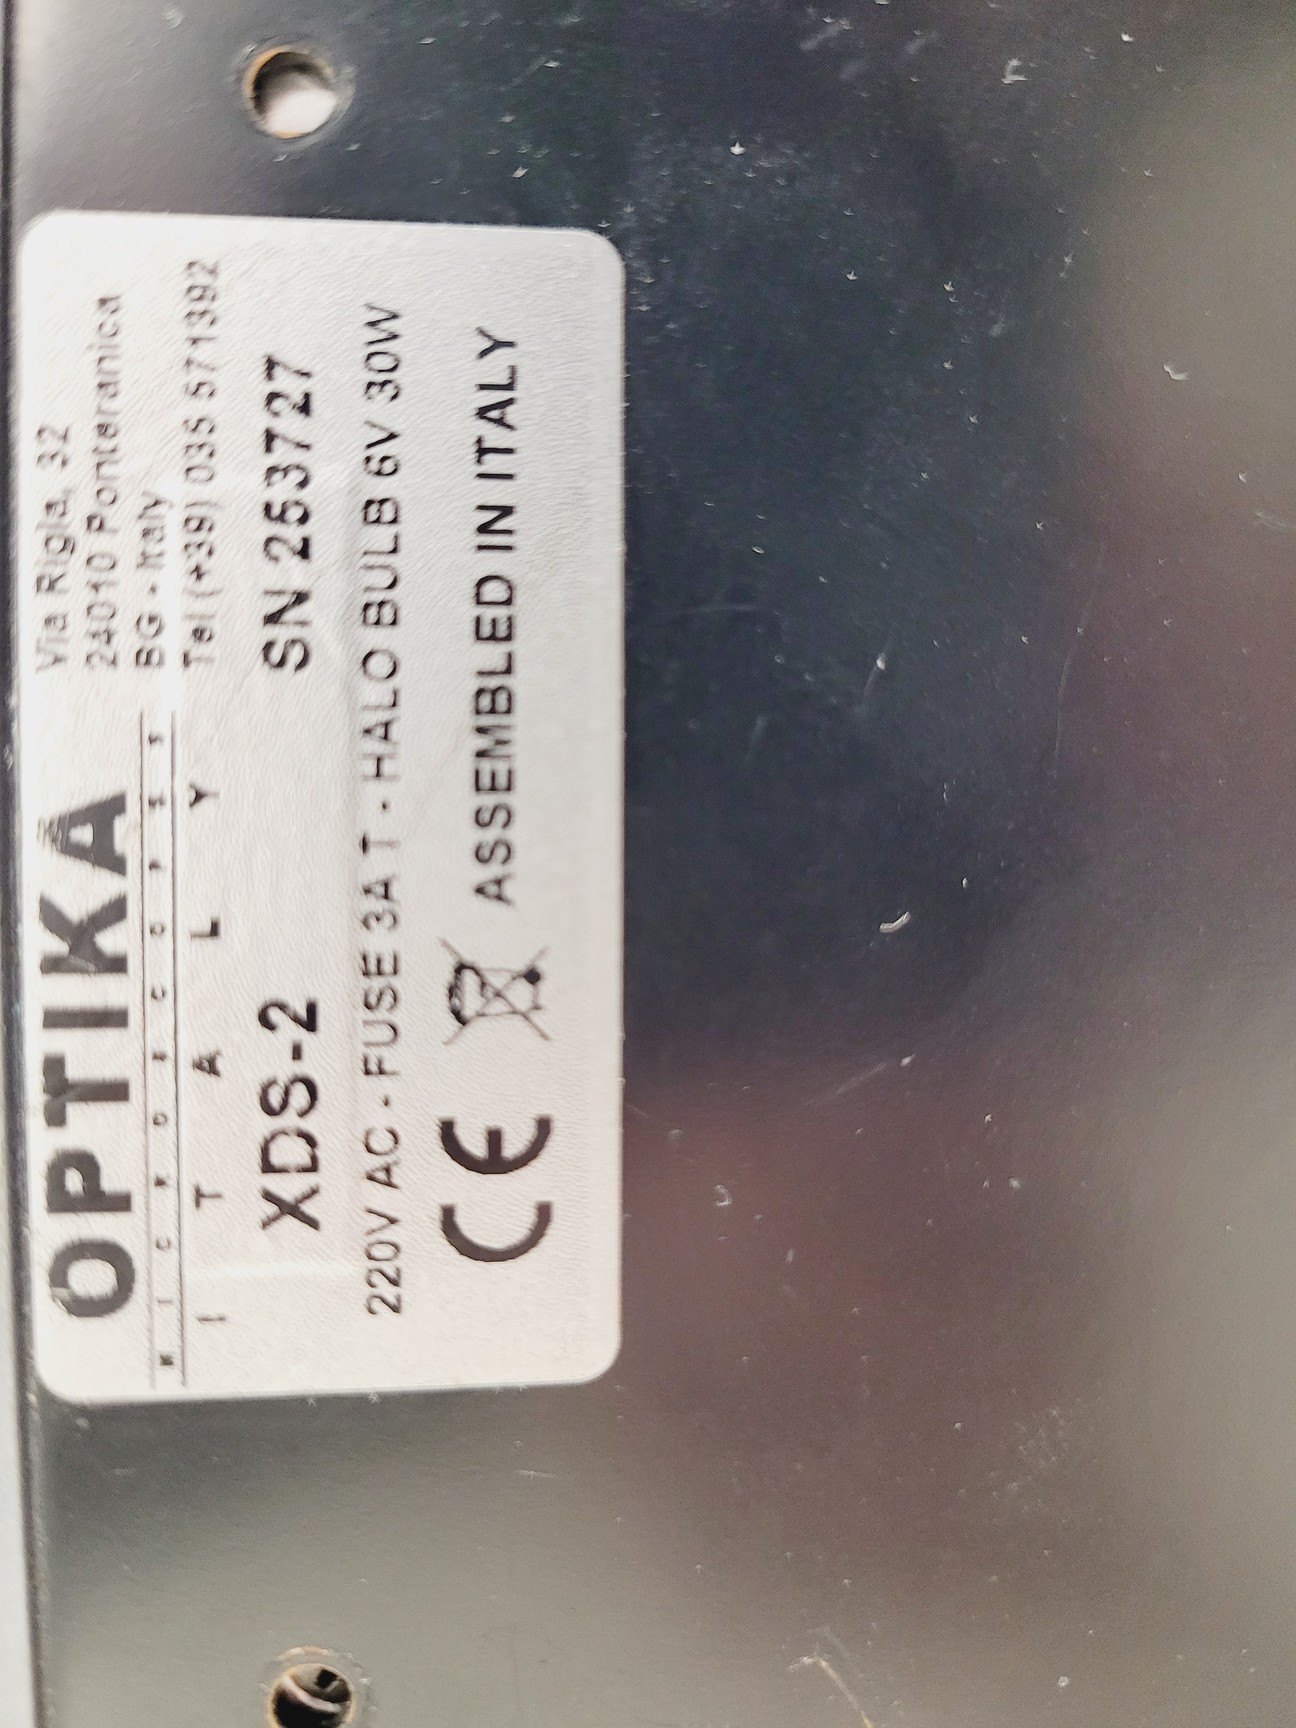 OPTIKA
MICROSCOPES
ITALY
Via Rigla, 32
24010 Ponteranica
BG - Italy
Tel (+39) 035 571392
XDS-2 SN 253727
220V AC - FUSE 3A T - HALO BULB 6V 30W
CE ASSEMBLED IN ITALY